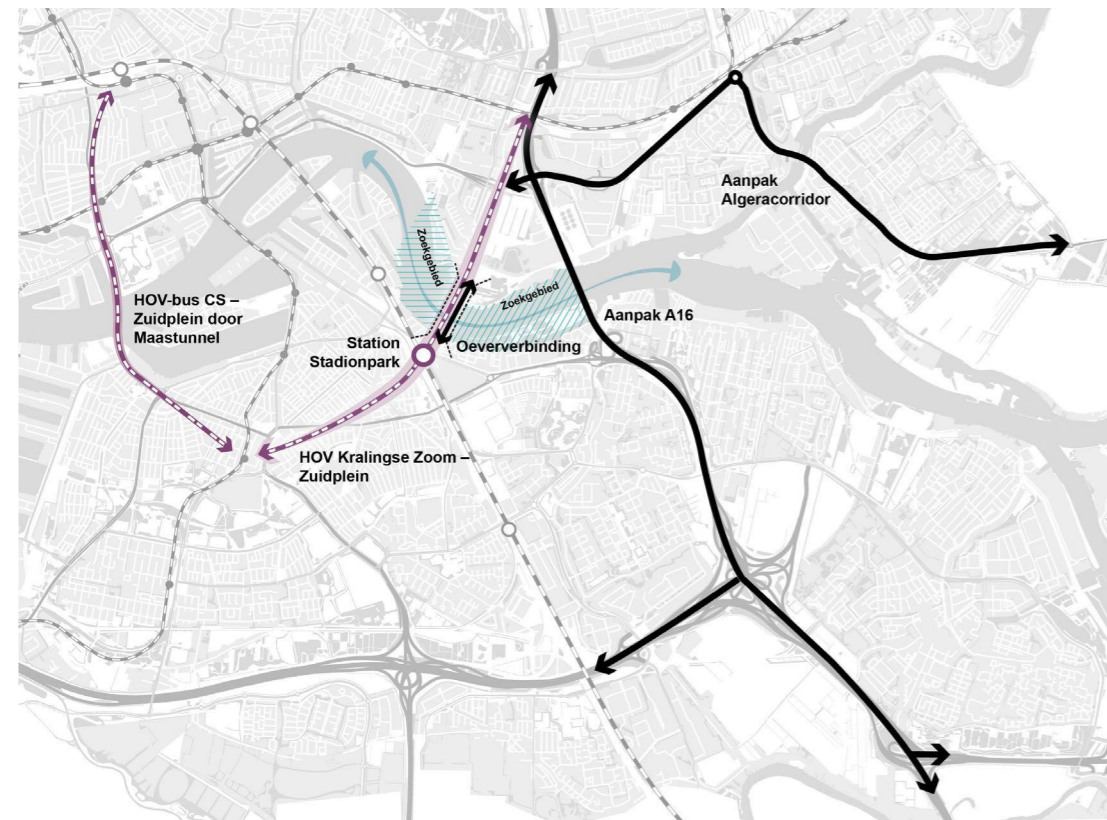 Aanpak
Algeracorridor
Zoekgebied
Zoekgebied
HOV-bus CS –
Zuidplein door
Maastunnel
Aanpak A16
Station
Stadionpark
Oeververbinding
HOV Kralingse Zoom –
Zuidplein